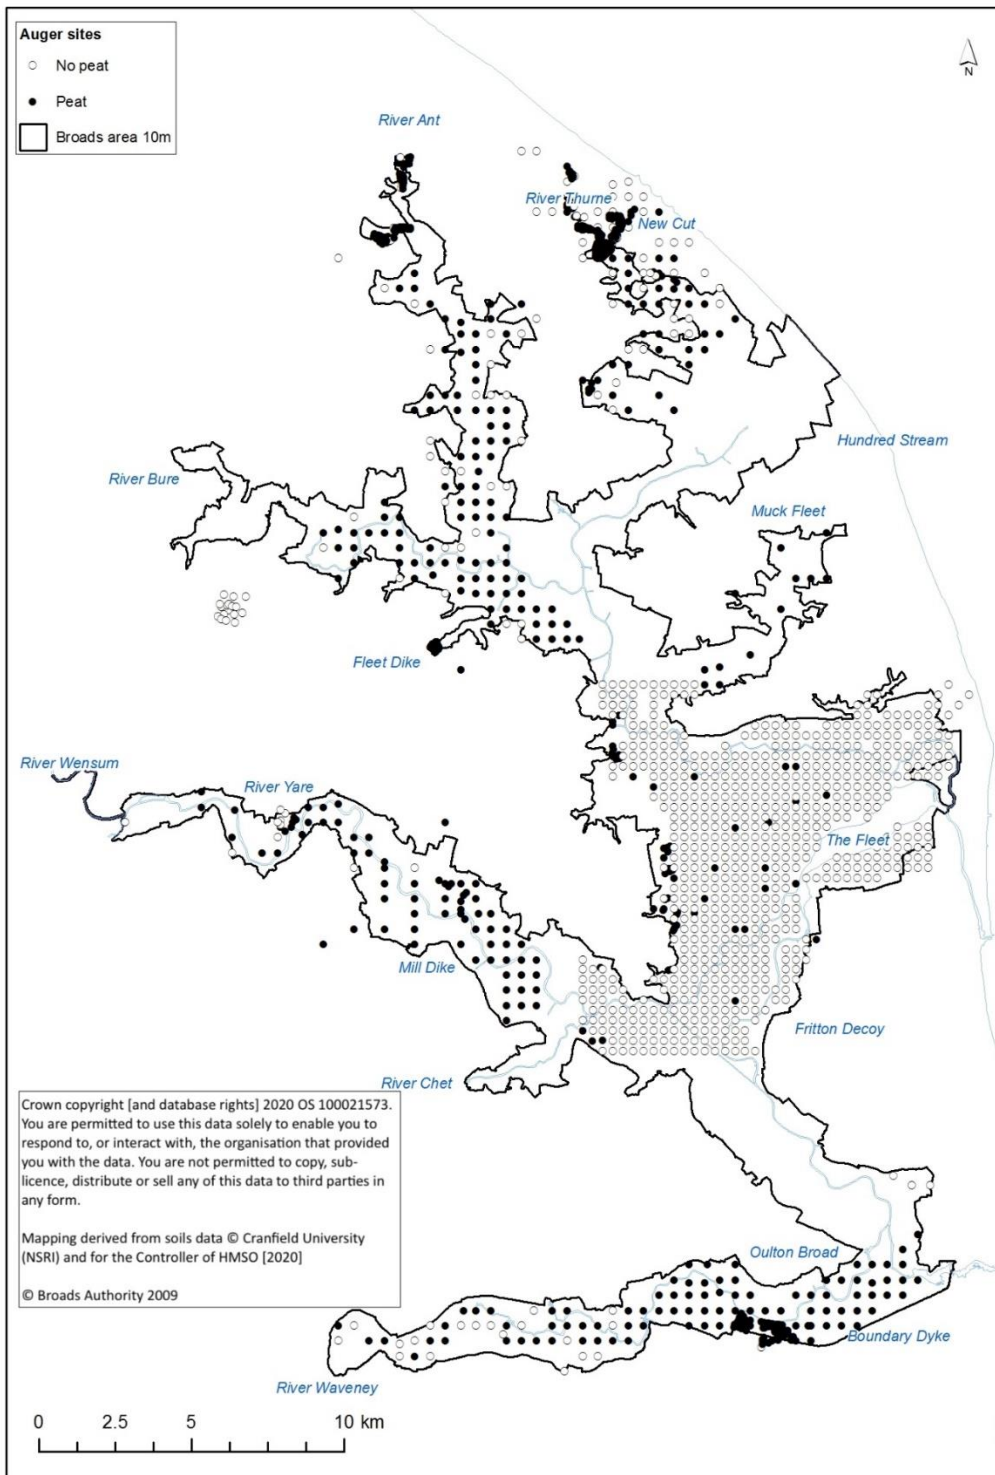 Auger sites
No peat
Peat
Broads area 10m
N
River Ant
River Thurne
New Cut
Hundred Stream
River Bure
Muck Fleet
Fleet Dike
River Wensum
River Yare
The Fleet
Mill Dike
Fritton Decoy
River Chet
Crown copyright [and database rights] 2020 OS 100021573.
You are permitted to use this data solely to enable you to
respond to, or interact with, the organisation that provided
you with the data. You are not permitted to copy, sub-
licence, distribute or sell any of this data to third parties in
any form.
Mapping derived from soils data © Cranfield University
(NSRI) and for the Controller of HMSO [2020]
© Broads Authority 2009
Oulton Broad
Boundary Dyke
River Waveney
0 2.5 5 10 km